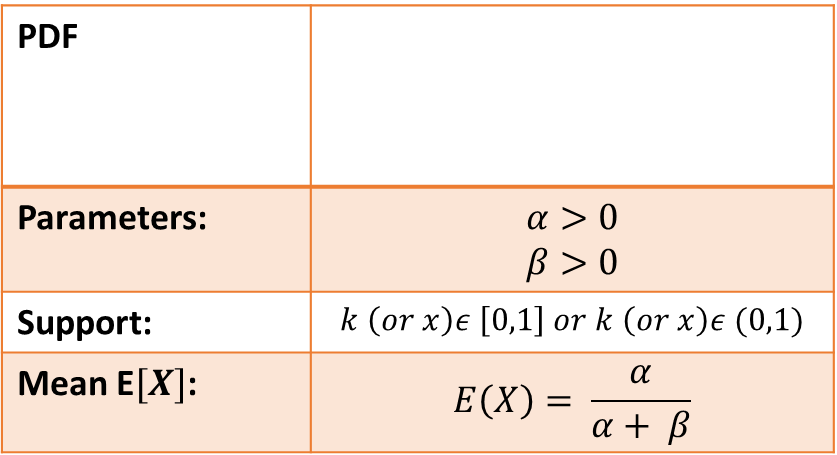 PDF
Parameters:
α > 0
β > 0
Support:
k (or x)ϵ [0,1] or k (or x)ϵ (0,1)
Mean E[X]:
E(X) = α / α + β